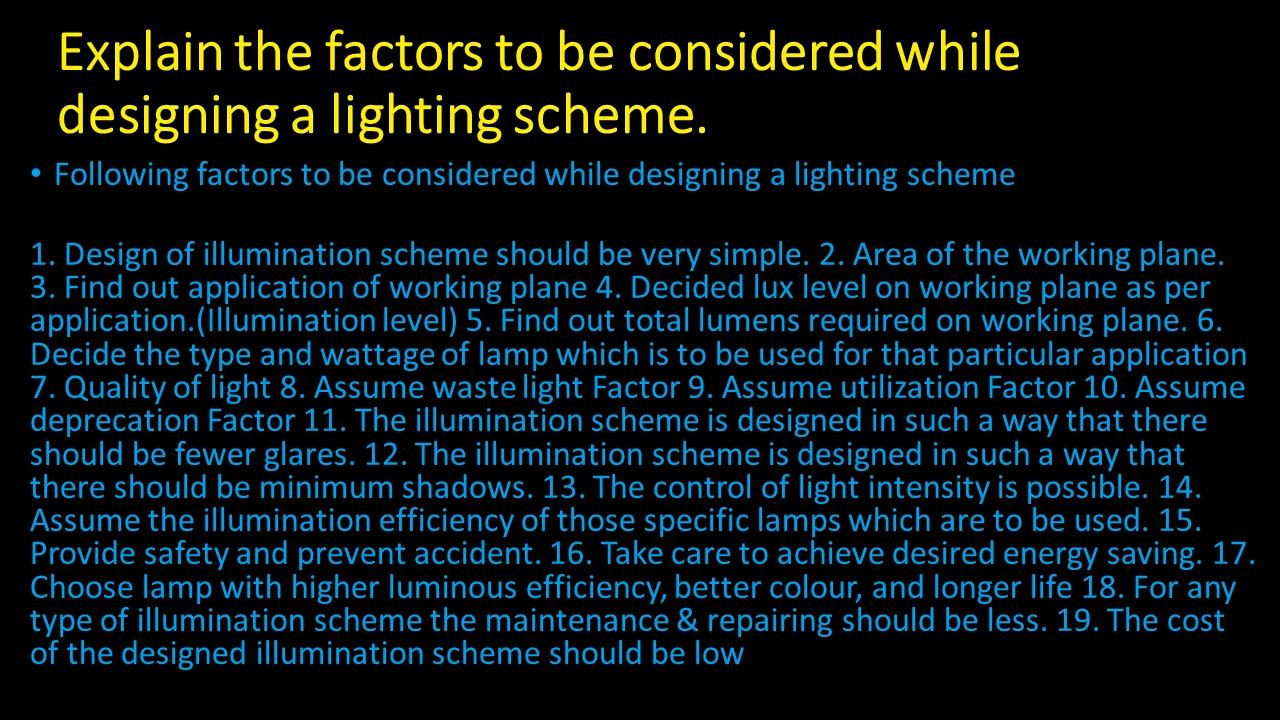 Explain the factors to be considered while
designing a lighting scheme.
• Following factors to be considered while designing a lighting scheme
1. Design of illumination scheme should be very simple. 2. Area of the working plane.
3. Find out application of working plane 4. Decided lux level on working plane as per
application.(Illumination level) 5. Find out total lumens required on working plane. 6.
Decide the type and wattage of lamp which is to be used for that particular application
7. Quality of light 8. Assume waste light Factor 9. Assume utilization Factor 10. Assume
deprecation Factor 11. The illumination scheme is designed in such a way that there
should be fewer glares. 12. The illumination scheme is designed in such a way that
there should be minimum shadows. 13. The control of light intensity is possible. 14.
Assume the illumination efficiency of those specific lamps which are to be used. 15.
Provide safety and prevent accident. 16. Take care to achieve desired energy saving. 17.
Choose lamp with higher luminous efficiency, better colour, and longer life 18. For any
type of illumination scheme the maintenance & repairing should be less. 19. The cost
of the designed illumination scheme should be low